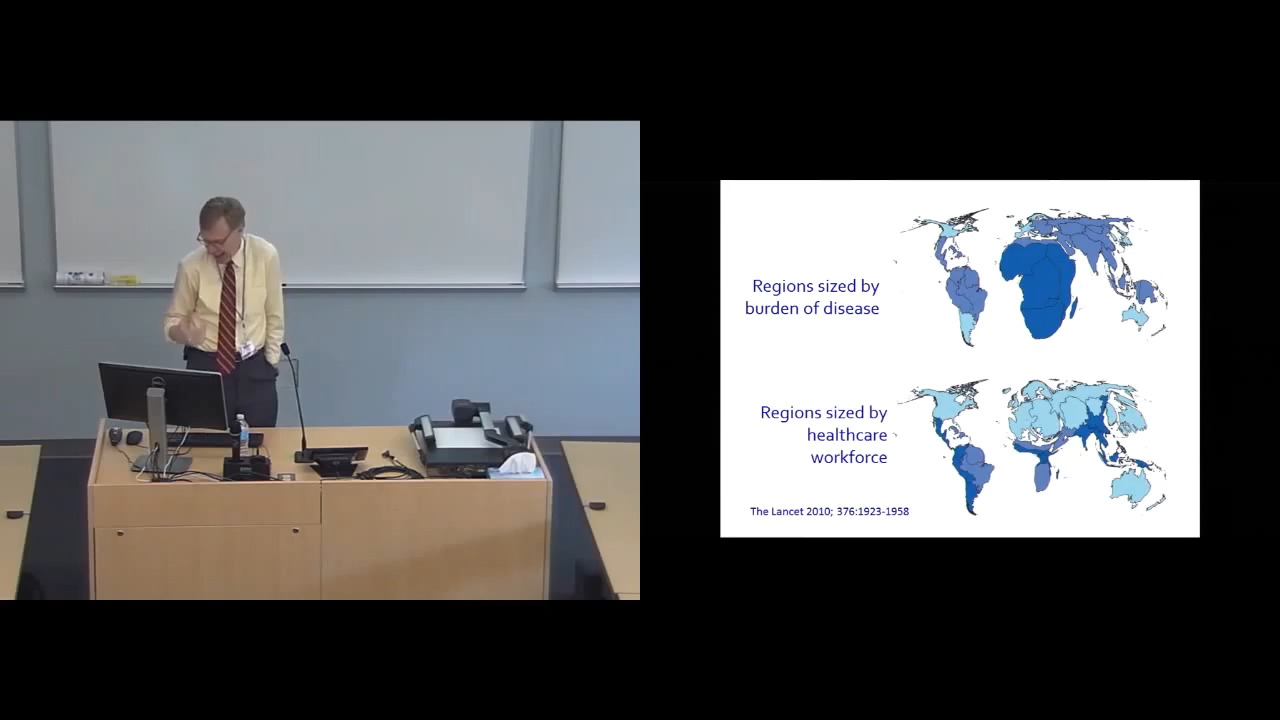 Regions sized by
burden of disease
Regions sized by
healthcare
workforce
The Lancet 2010; 376:1923-1958